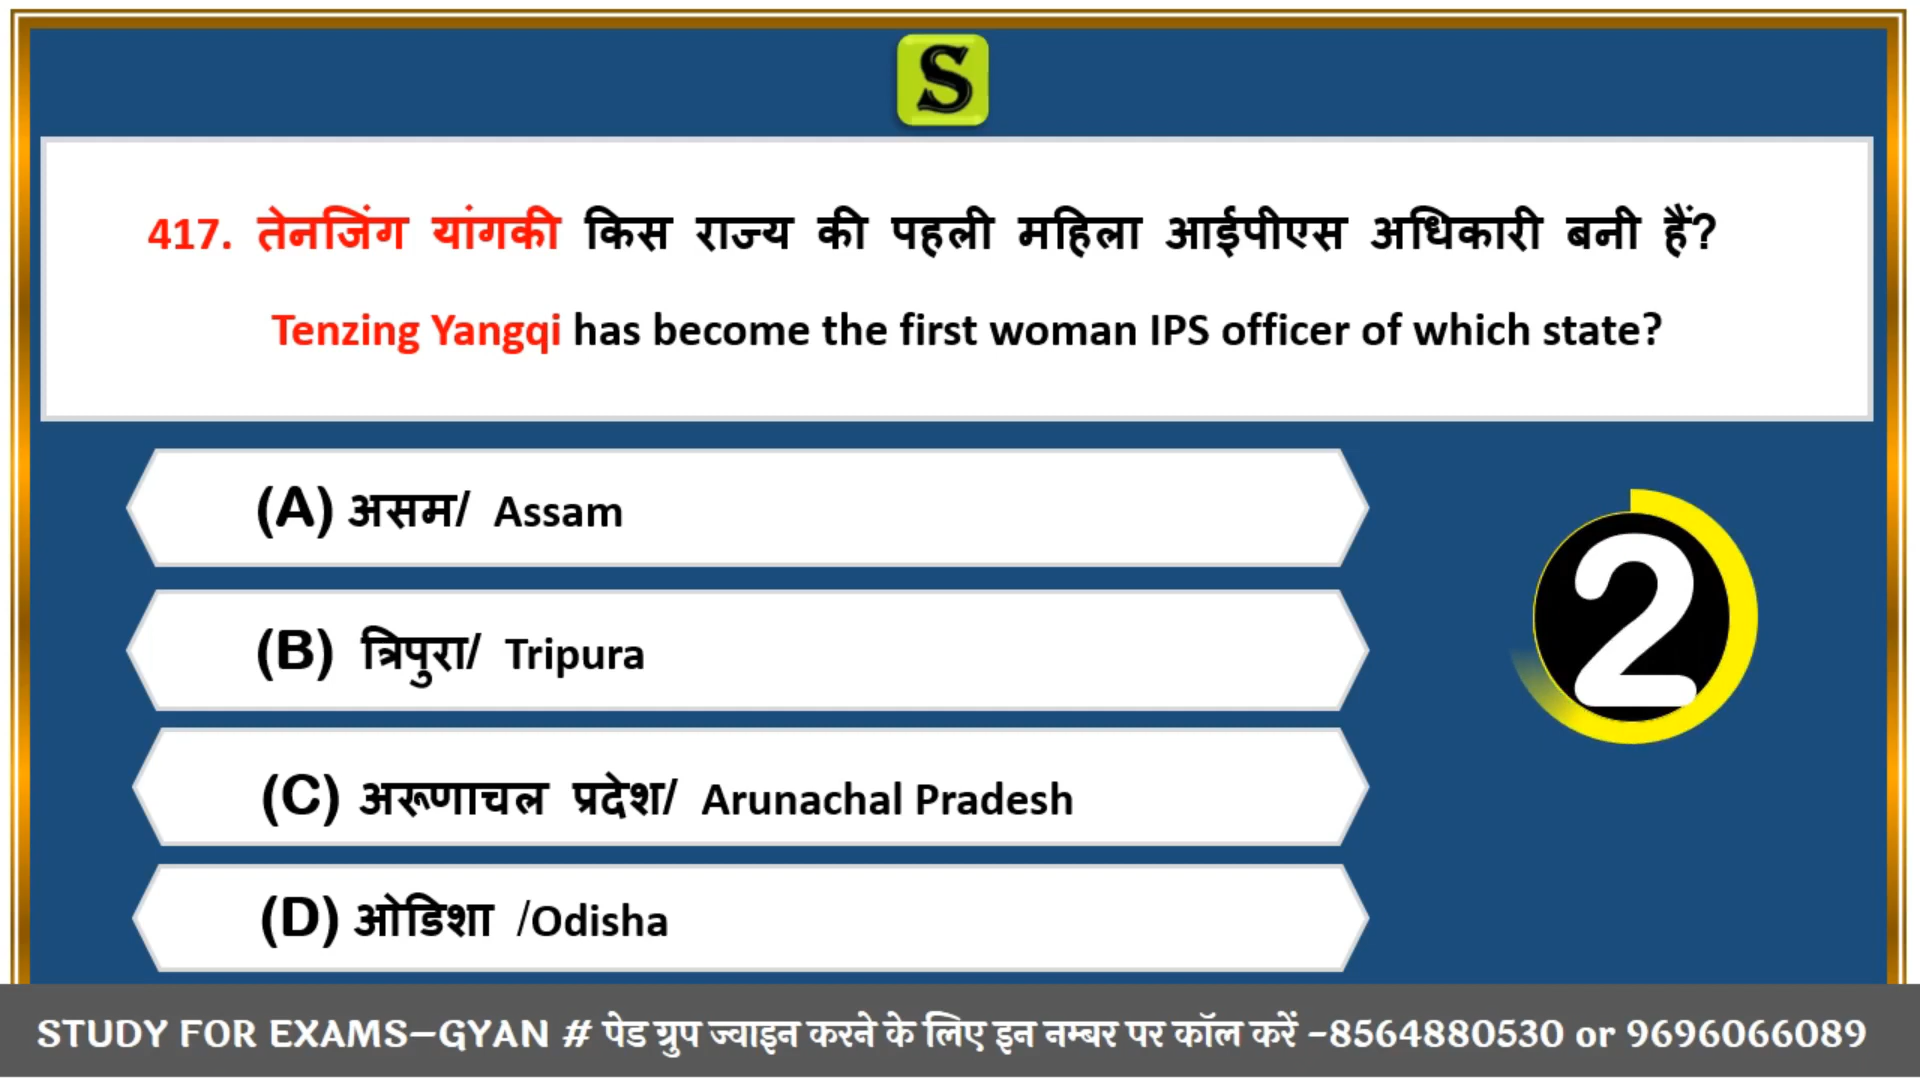 S
417. तेनजिंग यांगकी किस राज्य की पहली महिला आईपीएस अधिकारी बनी हैं?
Tenzing Yangqi has become the first woman IPS officer of which state?
(A) असम/ Assam
(B) त्रिपुरा/ Tripura
2
(C) अरूणाचल प्रदेश/ Arunachal Pradesh
(D) ओडिशा /Odisha
STUDY FOR EXAMS–GYAN # पेड ग्रुप ज्वाइन करने के लिए इन नम्बर पर कॉल करें –8564880530 or 9696066089